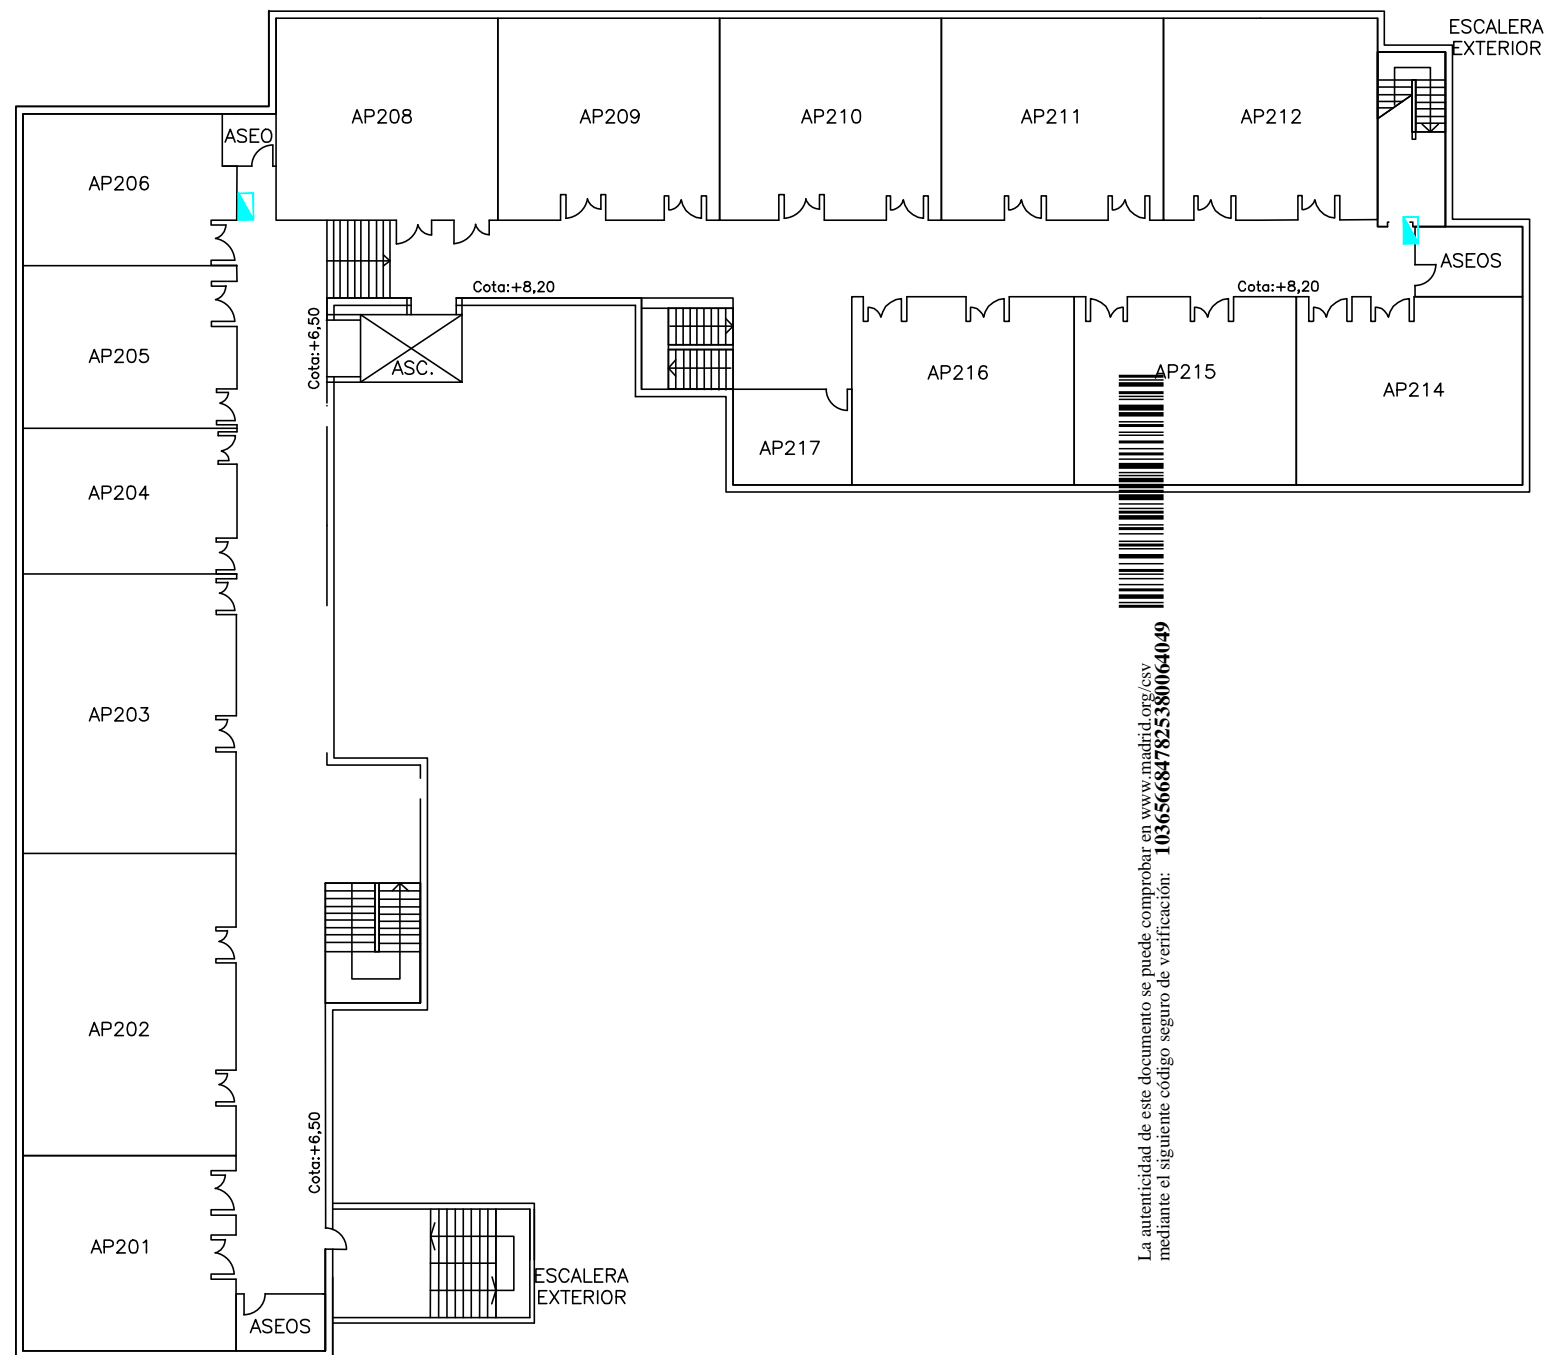 ESCALERA
EXTERIOR
AP208
AP209
AP210
AP211
AP212
ASEO
AP206
ASEOS
Cota:+8,20
Cota:+8,20
Cota:+6,50
AP205
ASC.
AP216
AP215
AP214
AP217
AP204
AP203
AP202
Cota:+6,50
AP201
ESCALERA
EXTERIOR
ASEOS
La autenticidad de este documento se puede comprobar en www.madrid.org/csv
mediante el siguiente código seguro de verificación: 1036566847825380064049